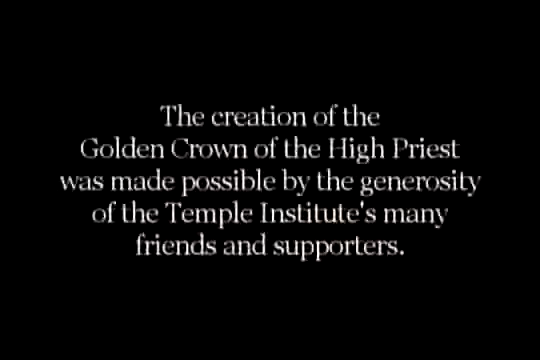 The creation of the
Golden Crown of the High Priest
was made possible by the generosity
of the Temple Institute's many
friends and supporters.